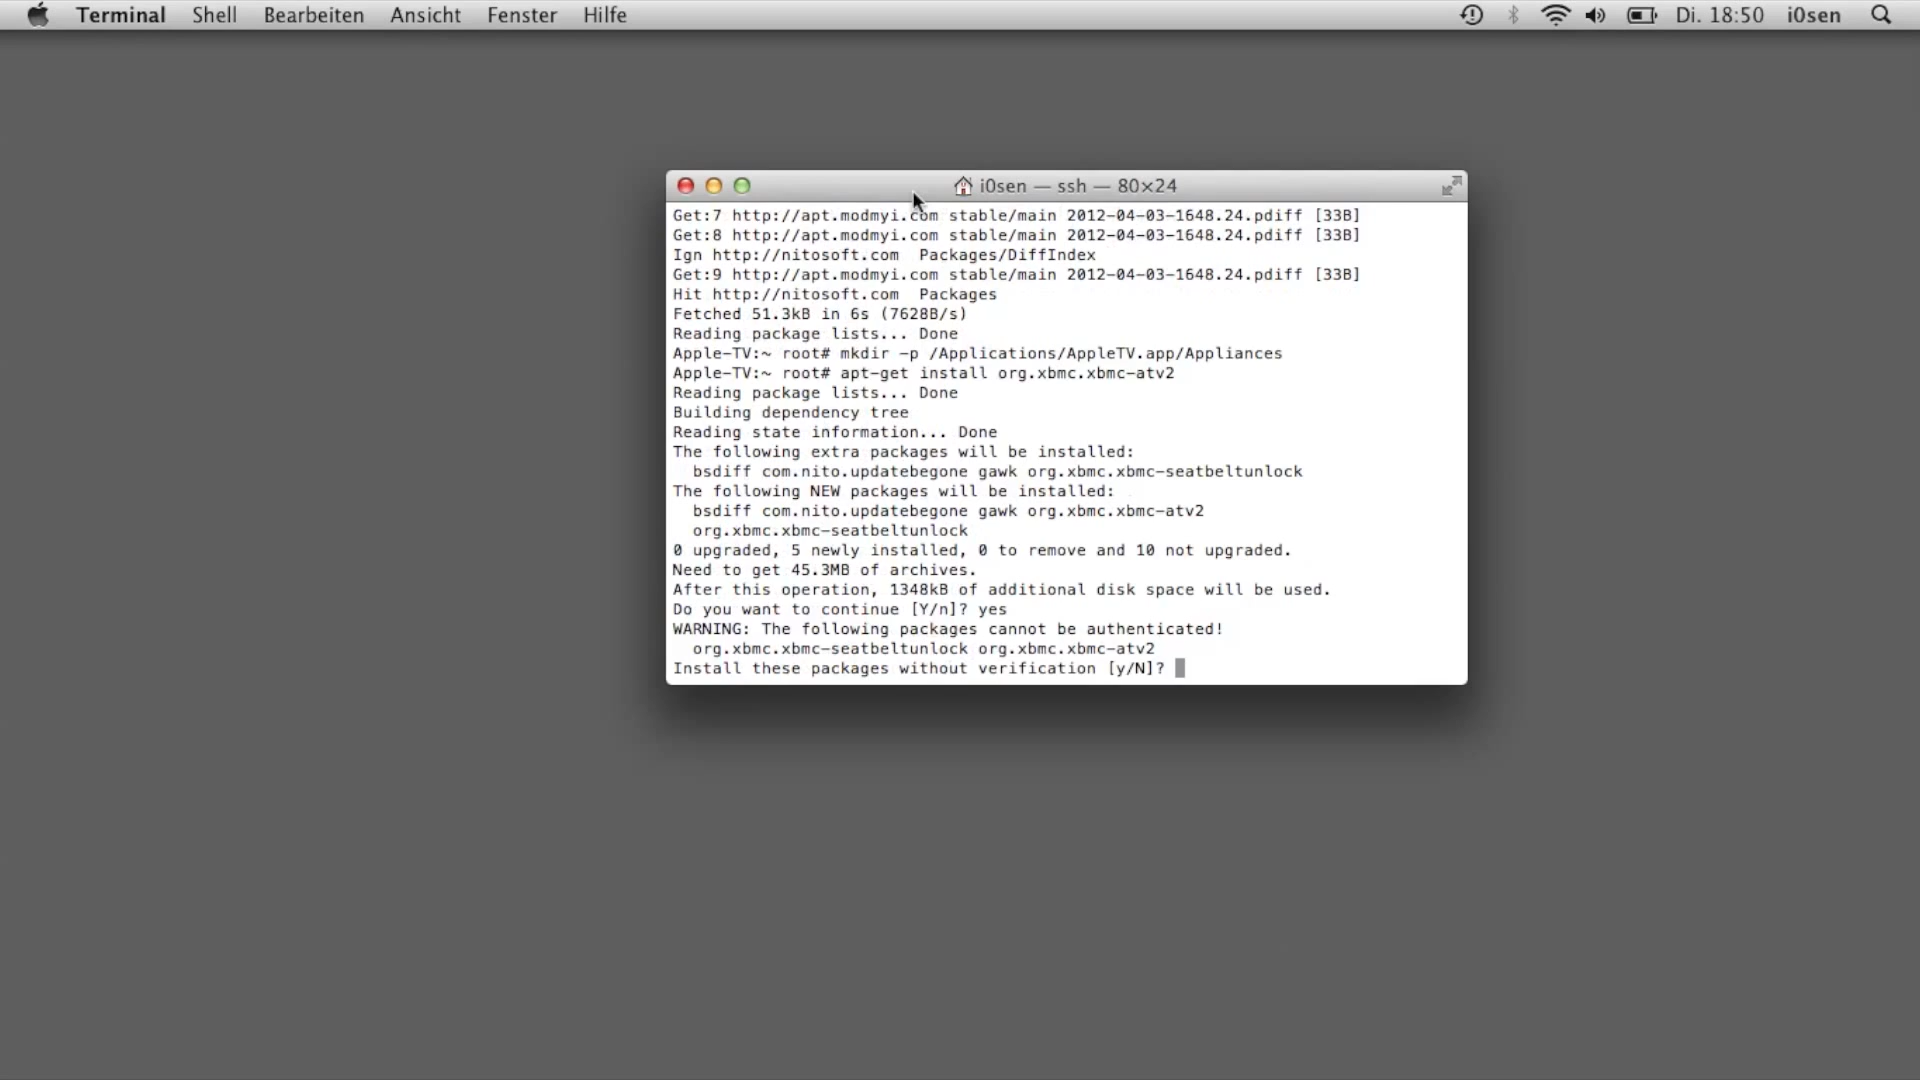 Terminal Shell Bearbeiten Ansicht Fenster Hilfe Di. 18:50 i0sen
i0sen — ssh — 80×24
Get:7 http://apt.modmyi.com stable/main 2012-04-03-1648.24.pdiff [33B]
Get:8 http://apt.modmyi.com stable/main 2012-04-03-1648.24.pdiff [33B]
Ign http://nitosoft.com  Packages/DiffIndex
Get:9 http://apt.modmyi.com stable/main 2012-04-03-1648.24.pdiff [33B]
Hit http://nitosoft.com  Packages
Fetched 51.3kB in 6s (7628B/s)
Reading package lists... Done
Apple-TV:~ root# mkdir -p /Applications/AppleTV.app/Appliances
Apple-TV:~ root# apt-get install org.xbmc.xbmc-atv2
Reading package lists... Done
Building dependency tree
Reading state information... Done
The following extra packages will be installed:
  bsdiff com.nito.updatebegone gawk org.xbmc.xbmc-seatbeltunlock
The following NEW packages will be installed:
  bsdiff com.nito.updatebegone gawk org.xbmc.xbmc-atv2
  org.xbmc.xbmc-seatbeltunlock
0 upgraded, 5 newly installed, 0 to remove and 10 not upgraded.
Need to get 45.3MB of archives.
After this operation, 1348kB of additional disk space will be used.
Do you want to continue [Y/n]? yes
WARNING: The following packages cannot be authenticated!
  org.xbmc.xbmc-seatbeltunlock org.xbmc.xbmc-atv2
Install these packages without verification [y/N]?